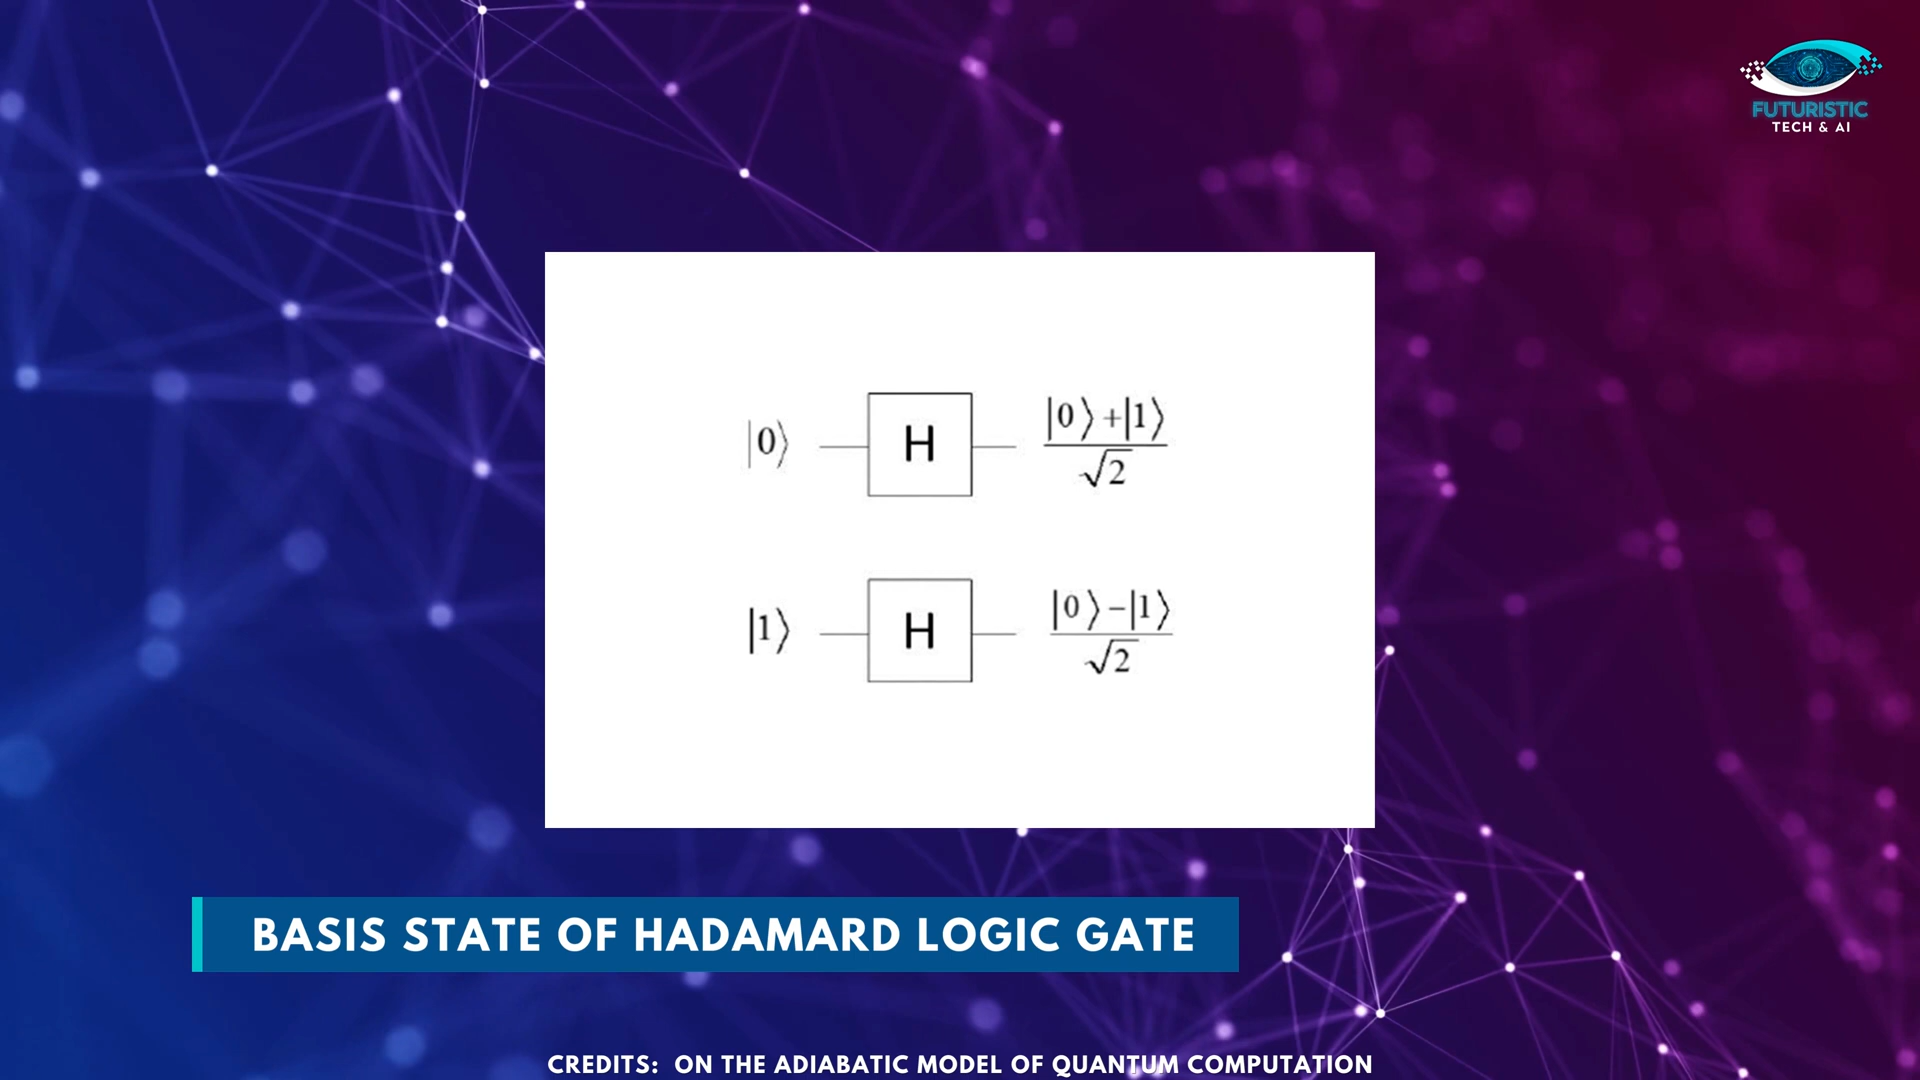 FUTURISTIC
TECH & AI
|0⟩ H |0⟩+|1⟩
√2
|1⟩ H |0⟩−|1⟩
√2
BASIS STATE OF HADAMARD LOGIC GATE
CREDITS: ON THE ADIABATIC MODEL OF QUANTUM COMPUTATION